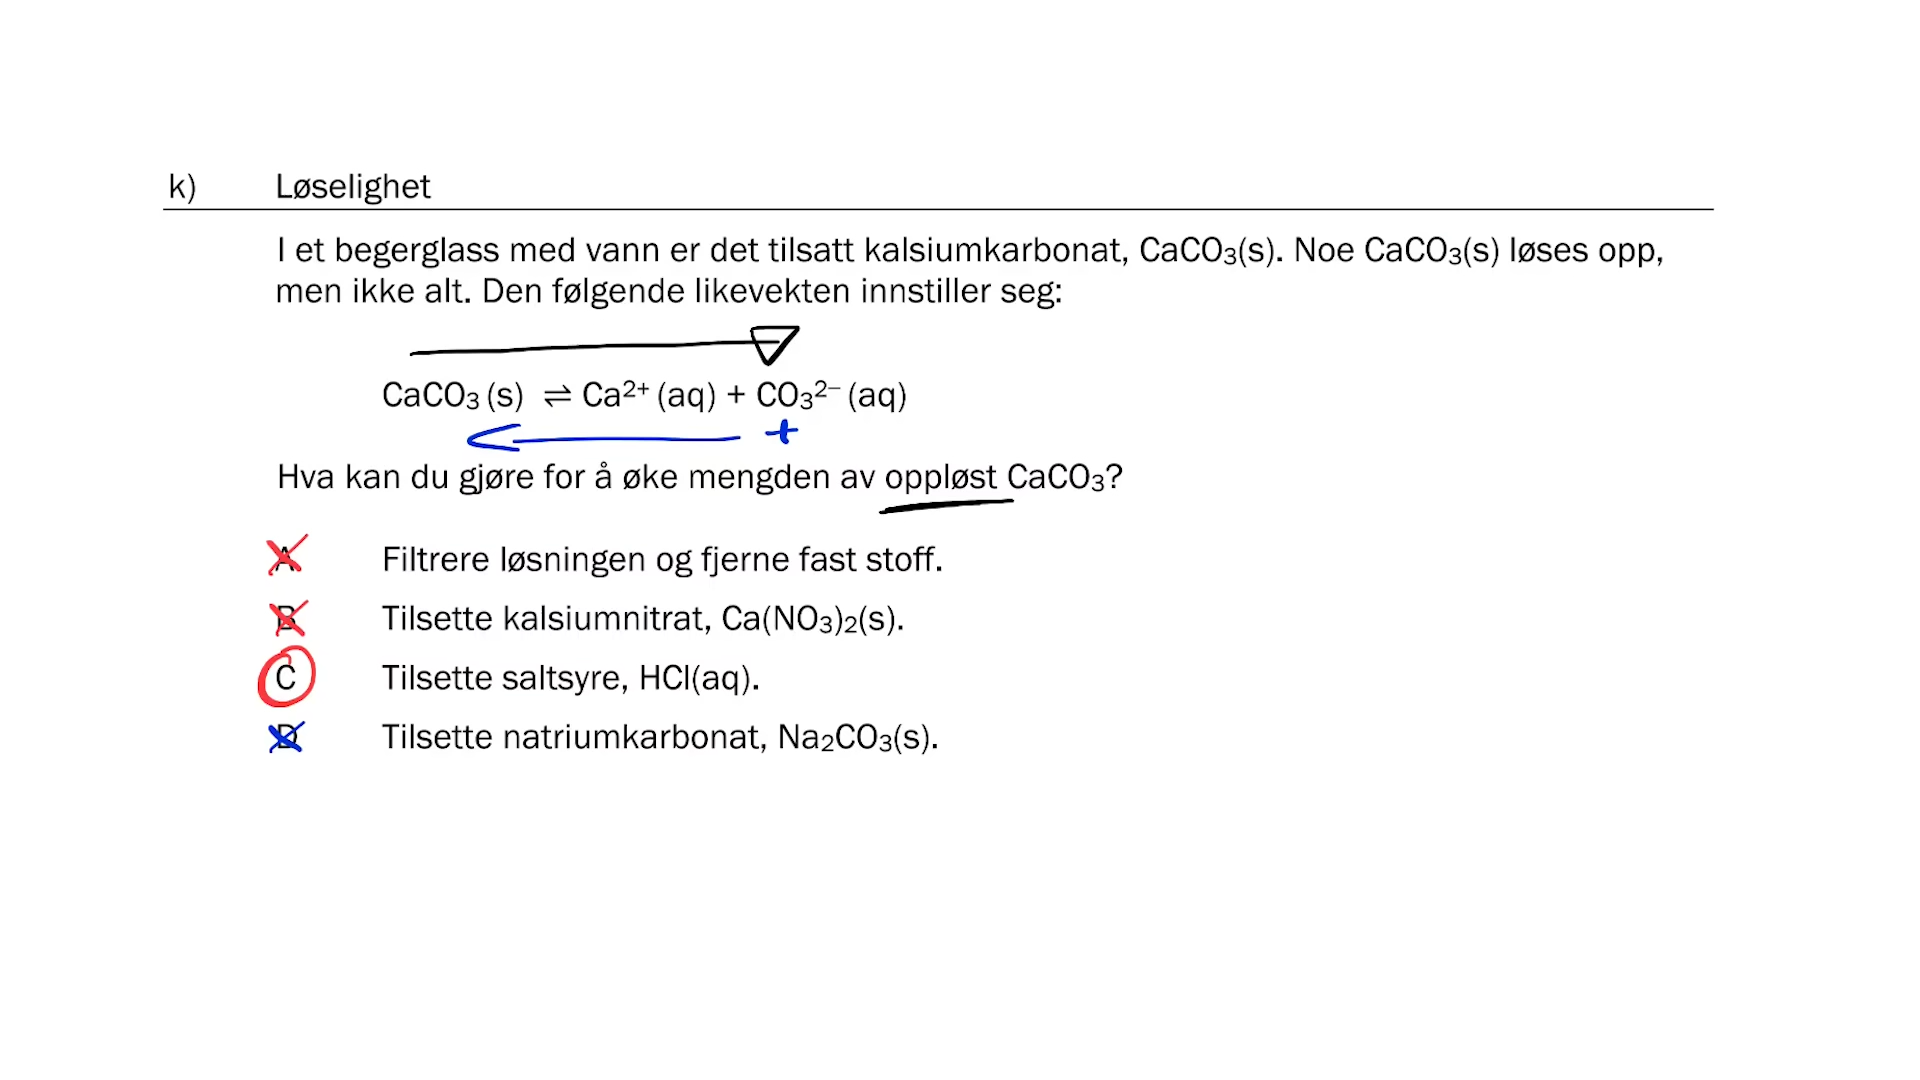 k) Løselighet
I et begerglass med vann er det tilsatt kalsiumkarbonat, CaCO₃(s). Noe CaCO₃(s) løses opp,
men ikke alt. Den følgende likevekten innstiller seg:
CaCO₃ (s) ⇌ Ca²⁺ (aq) + CO₃²⁻ (aq)
+
Hva kan du gjøre for å øke mengden av oppløst CaCO₃?
A Filtrere løsningen og fjerne fast stoff.
B Tilsette kalsiumnitrat, Ca(NO₃)₂(s).
C Tilsette saltsyre, HCl(aq).
D Tilsette natriumkarbonat, Na₂CO₃(s).